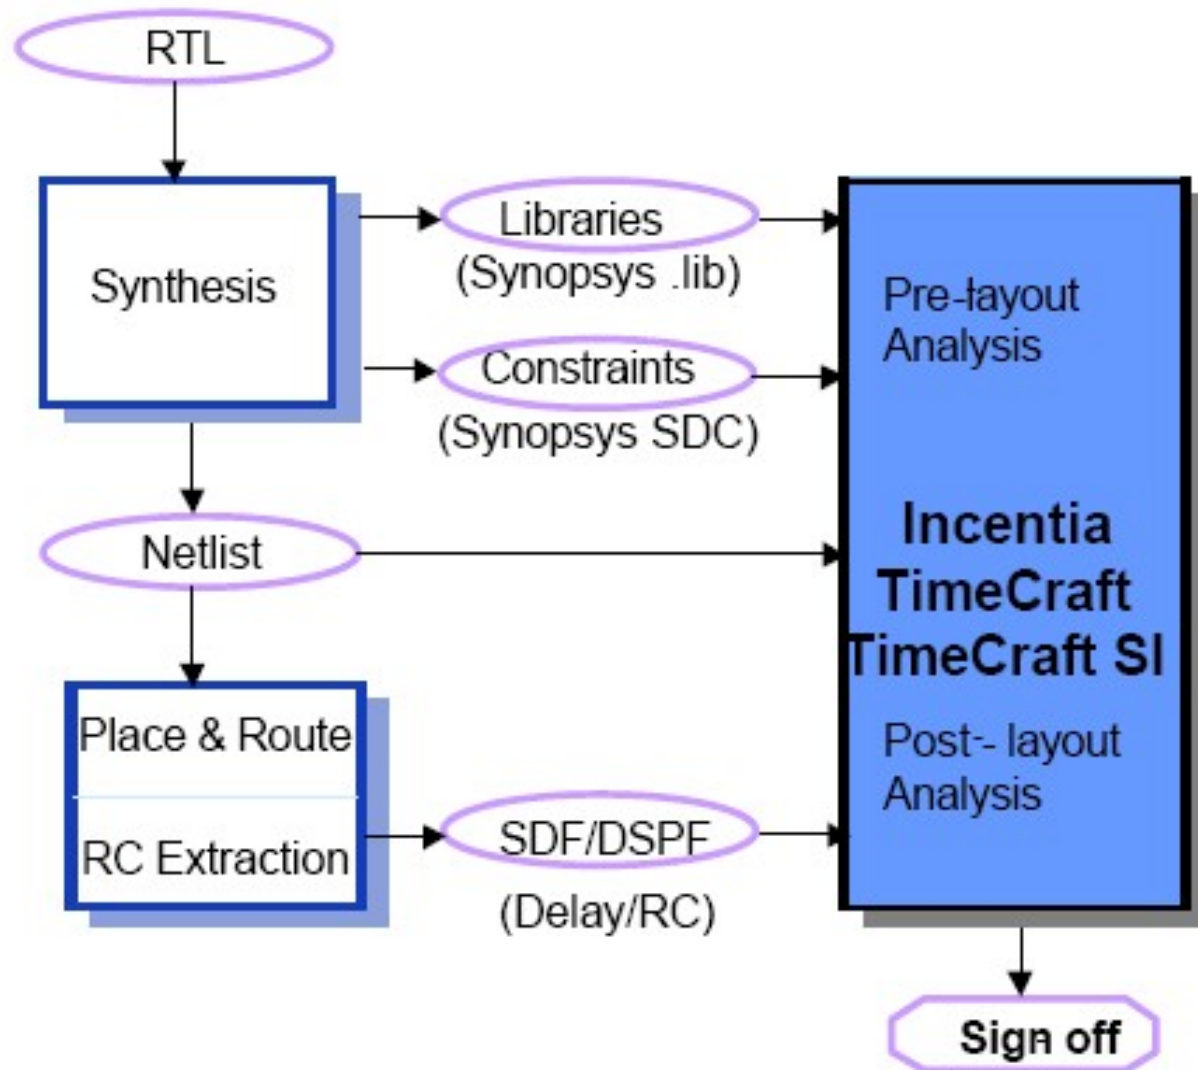 RTL
Synthesis
Libraries
(Synopsys .lib)
Constraints
(Synopsys SDC)
Netlist
Place & Route
RC Extraction
SDF/DSPF
(Delay/RC)
Pre-layout
Analysis
Incentia
TimeCraft
TimeCraft SI
Post-- layout
Analysis
Sign off